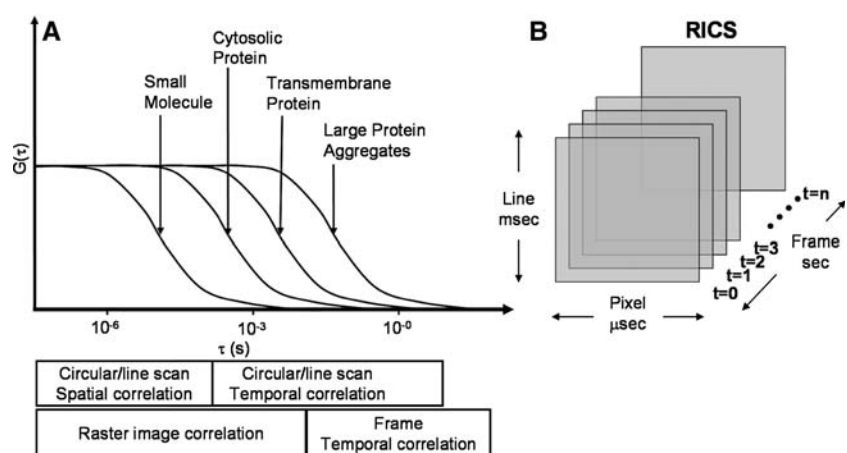 A
Cytosolic
Protein
Small
Molecule
Transmembrane
Protein
Large Protein
Aggregates
G(τ)
10-6
10-3
10-0
τ (s)
Circular/line scan
Spatial correlation
Circular/line scan
Temporal correlation
Raster image correlation
Frame
Temporal correlation
B
RICS
Line
msec
Pixel
μsec
t=0
t=1
t=2
t=3
t=n
Frame
sec